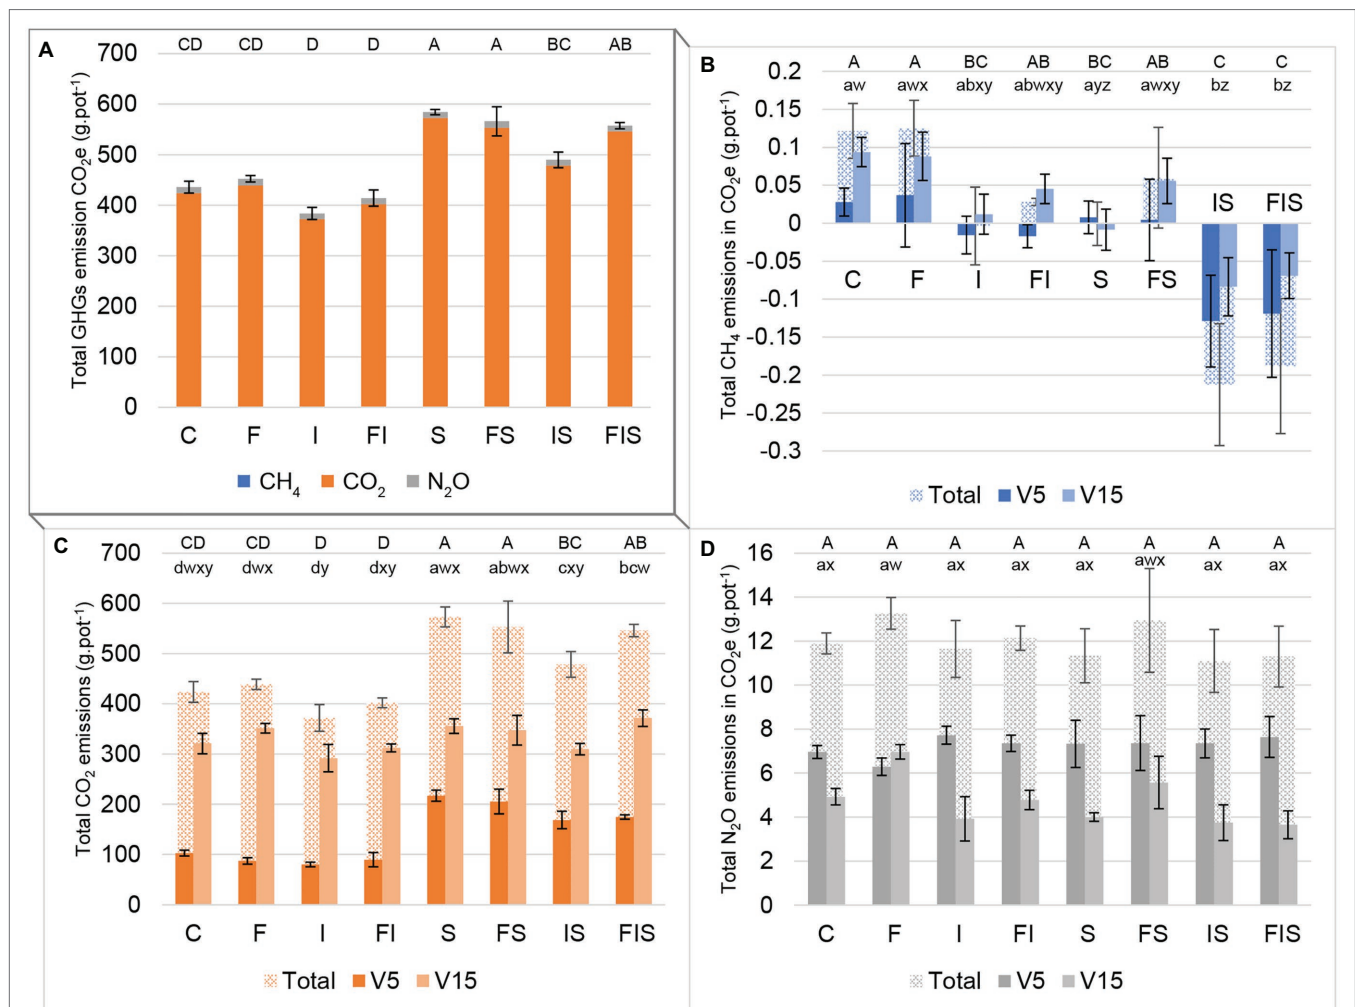 A
Total GHGs emission CO₂e (g.pot⁻¹)
CD CD D D A A BC AB
700
600
500
400
300
200
100
0
C F I FI S FS IS FIS
CH₄ CO₂ N₂O
B
Total CH₄ emissions in CO₂e (g.pot⁻¹)
A A BC AB BC AB C C
aw awx abxy abwxy ayz awxy bz bz
0.2
0.15
0.1
0.05
0
-0.05
-0.1
-0.15
-0.2
-0.25
-0.3
IS FIS
C F I FI S FS
Total V5 V15
C
Total CO₂ emissions (g.pot⁻¹)
CD CD D D A A BC AB
dwxy dwx dy dxy awx abwx cxy bcw
700
600
500
400
300
200
100
0
C F I FI S FS IS FIS
Total V5 V15
D
Total N₂O emissions in CO₂e (g.pot⁻¹)
A A A A A A A A
ax aw ax ax ax awx ax ax
16
14
12
10
8
6
4
2
0
C F I FI S FS IS FIS
Total V5 V15